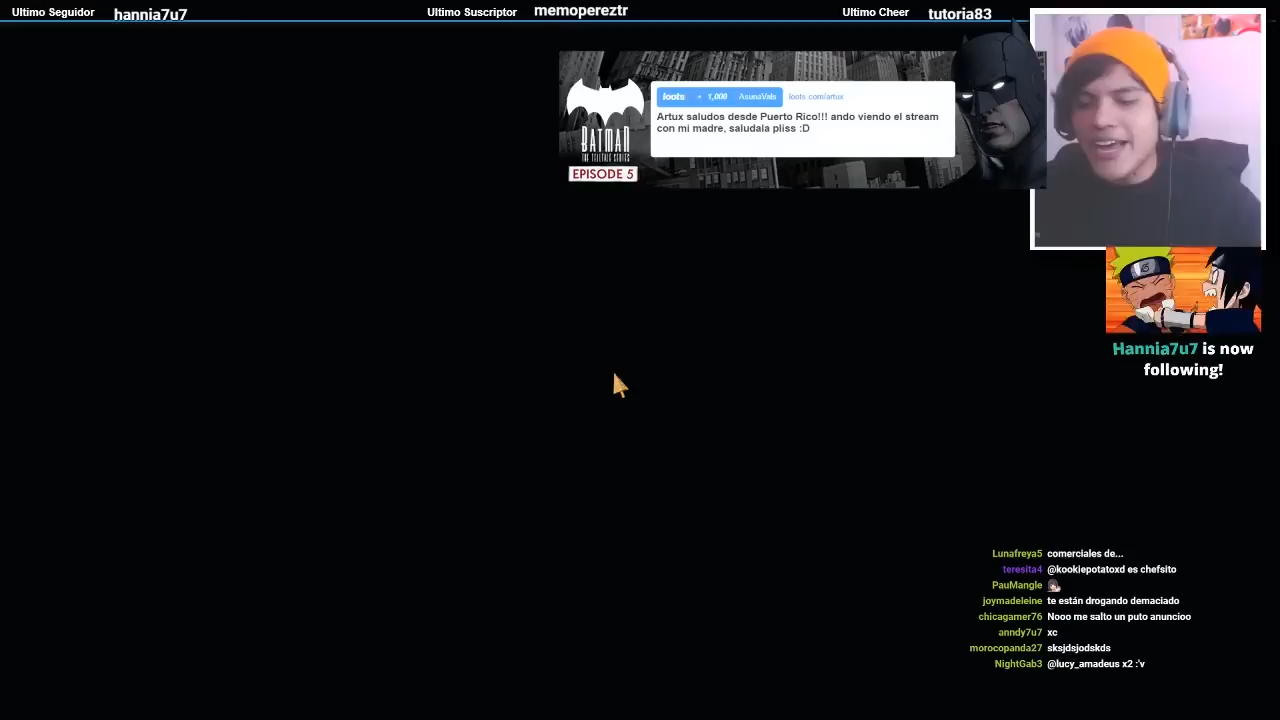 Ultimo Seguidor hannia7u7 Ultimo Suscriptor memopereztr Ultimo Cheer tutoria83
loots + 1,000 AsunaVals loots.com/artux
Artux saludos desde Puerto Rico!!! ando viendo el stream
con mi madre, saludala pliss :D
BATMAN
THE TELLTALE SERIES
EPISODE 5
Hannia7u7 is now
following!
Lunafreya5 comerciales de...
teresita4 @kookiepotatoxd es chefsito
PauMangle
joymadeleine te están drogando demaciado
chicagamer76 Nooo me salto un puto anuncioo
anndy7u7 xc
morocopanda27 sksjdsjodskds
NightGab3 @lucy_amadeus x2 :'v